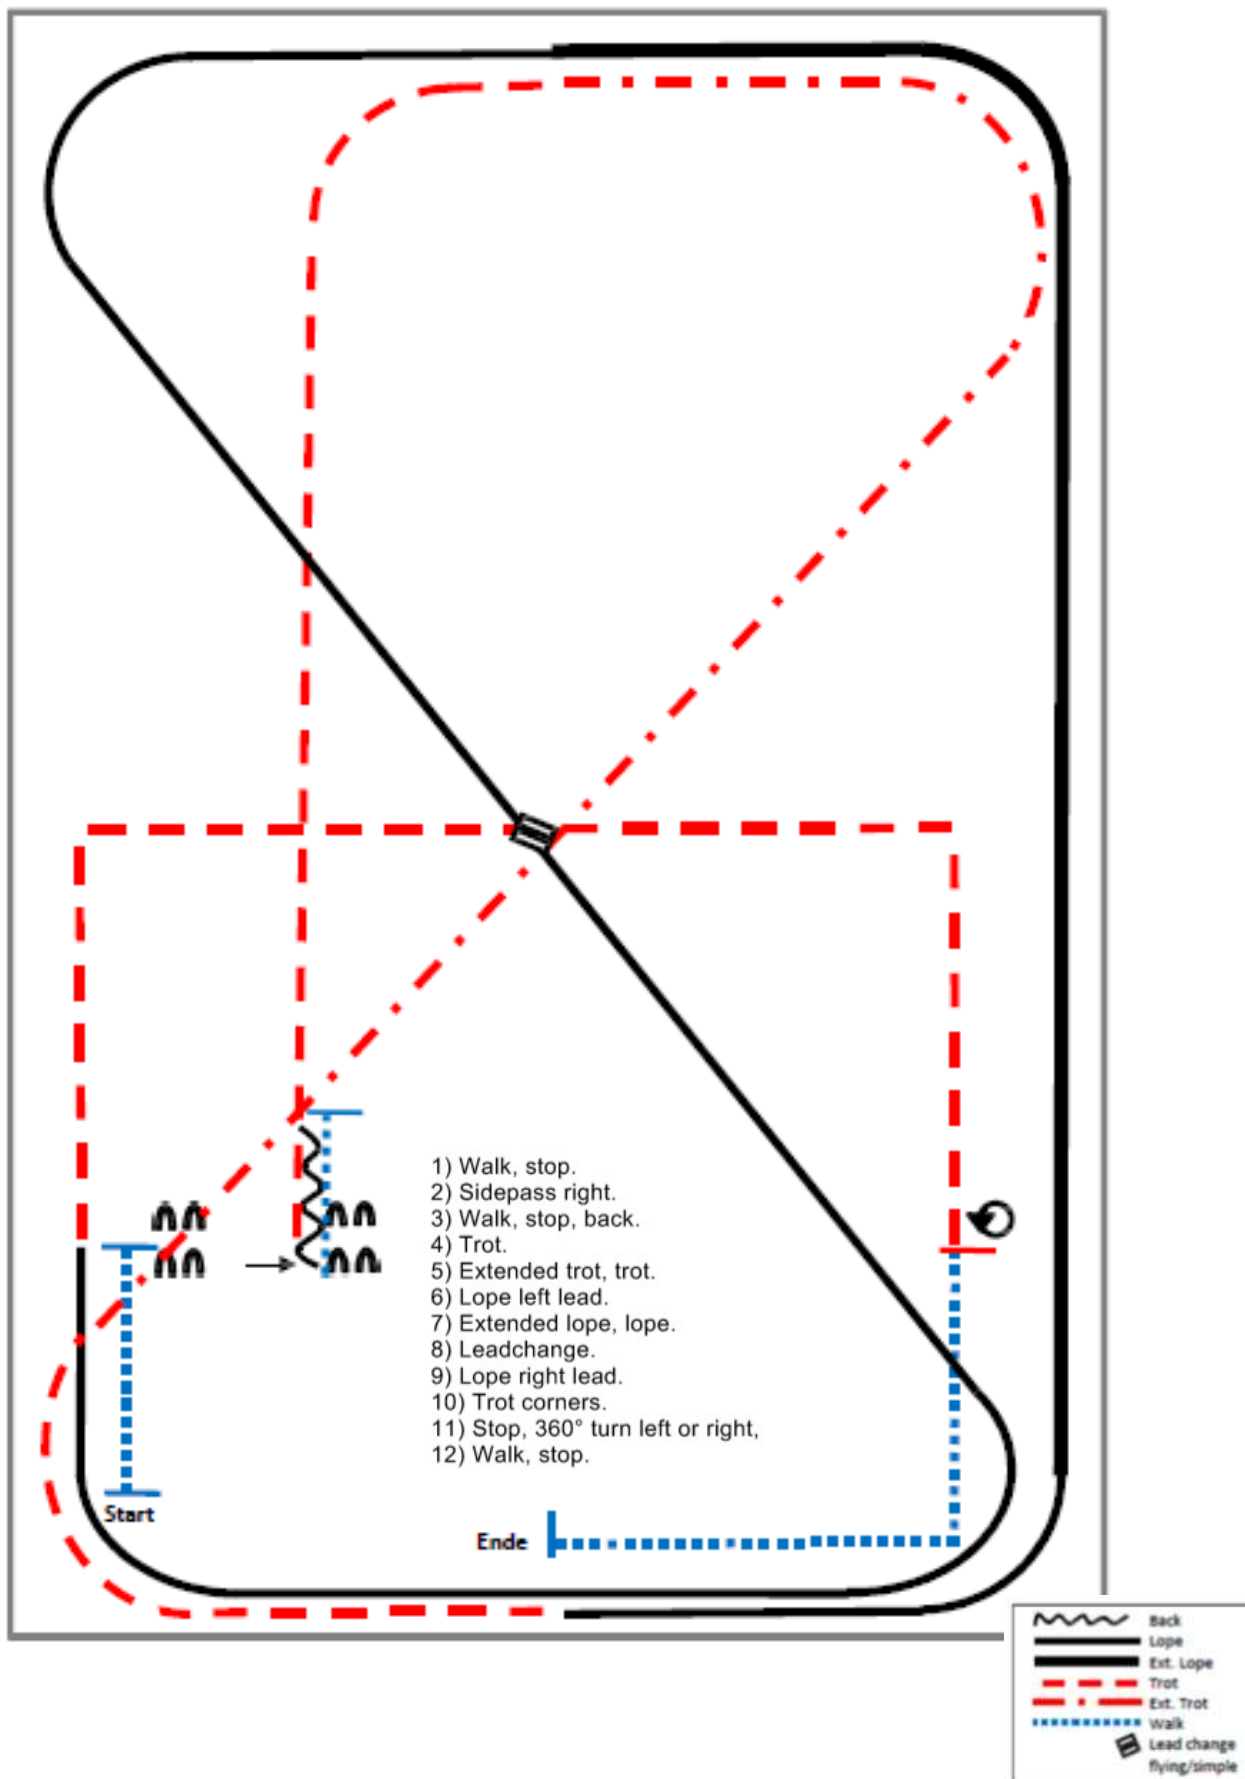 1) Walk, stop.
2) Sidepass right.
3) Walk, stop, back.
4) Trot.
5) Extended trot, trot.
6) Lope left lead.
7) Extended lope, lope.
8) Leadchange.
9) Lope right lead.
10) Trot corners.
11) Stop, 360° turn left or right,
12) Walk, stop.
Start
Ende
Back
Lope
Ext. Lope
Trot
Ext. Trot
Walk
Lead change
flying/simple